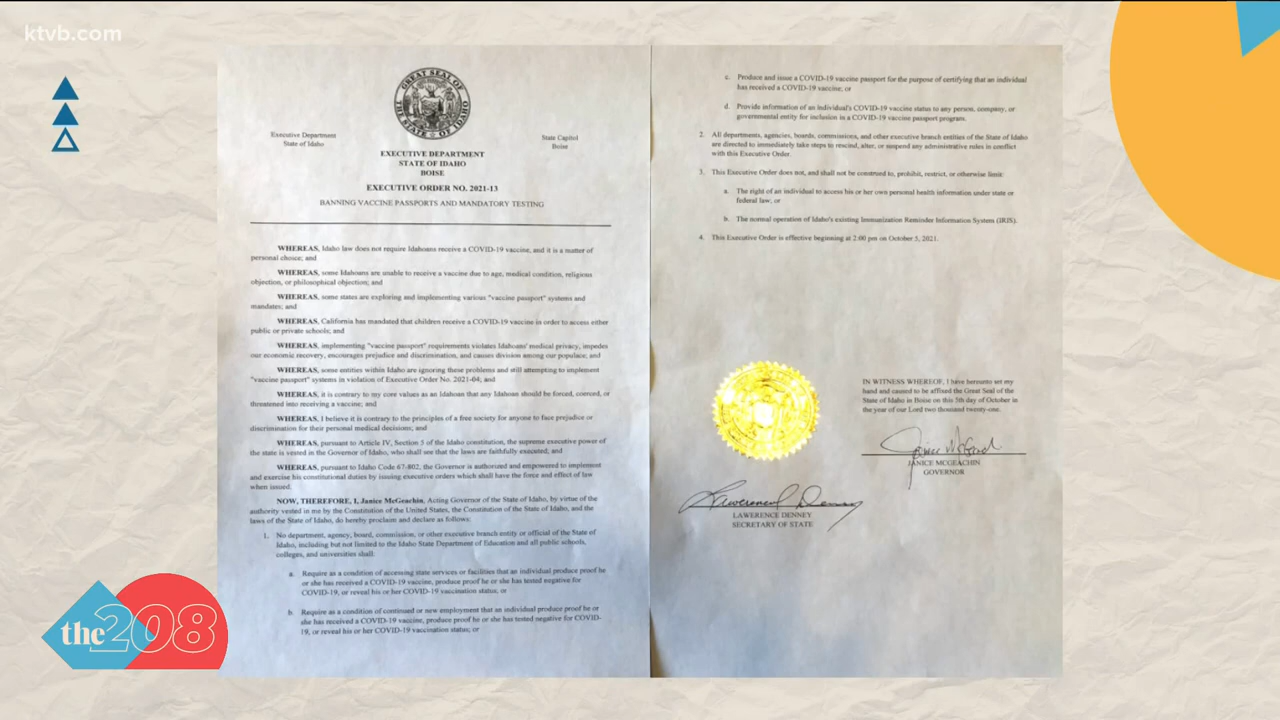 ktvb.com
GREAT SEAL OF
THE STATE OF IDAHO
Executive Department
State of Idaho
State Capitol
Boise
EXECUTIVE DEPARTMENT
STATE OF IDAHO
BOISE
EXECUTIVE ORDER NO. 2021-13
BANNING VACCINE PASSPORTS AND MANDATORY TESTING
WHEREAS, Idaho law does not require Idahoans receive a COVID-19 vaccine, and it is a matter of
personal choice; and
WHEREAS, some Idahoans are unable to receive a vaccine due to age, medical condition, religious
objection, or philosophical objection; and
WHEREAS, some states are exploring and implementing various "vaccine passport" systems and
mandates; and
WHEREAS, California has mandated that children receive a COVID-19 vaccine in order to access either
public or private schools; and
WHEREAS, implementing "vaccine passport" requirements violates Idahoans' medical privacy, impedes
our economic recovery, encourages prejudice and discrimination, and causes division among our populace; and
WHEREAS, some entities within Idaho are ignoring these problems and still attempting to implement
"vaccine passport" systems in violation of Executive Order No. 2021-04; and
WHEREAS, it is contrary to my core values as an Idahoan that any Idahoan should be forced, coerced, or
threatened into receiving a vaccine; and
WHEREAS, I believe it is contrary to the principles of a free society for anyone to face prejudice or
discrimination for their personal medical decisions; and
WHEREAS, pursuant to Article IV, Section 5 of the Idaho constitution, the supreme executive power of
the state is vested in the Governor of Idaho, who shall see that the laws are faithfully executed; and
WHEREAS, pursuant to Idaho Code 67-802, the Governor is authorized and empowered to implement
and exercise his constitutional duties by issuing executive orders which shall have the force and effect of law
when issued.
NOW, THEREFORE, I, Janice McGeachin, Acting Governor of the State of Idaho, by virtue of the
authority vested in me by the Constitution of the United States, the Constitution of the State of Idaho, and the
laws of the State of Idaho, do hereby proclaim and declare as follows:
1. No department, agency, board, commission, or other executive branch entity or official of the State of
Idaho, including but not limited to the Idaho State Department of Education and all public schools,
colleges, and universities shall:
a. Require as a condition of accessing state services or facilities that an individual produce proof he
or she has received a COVID-19 vaccine, produce proof he or she has tested negative for
COVID-19, or reveal his or her COVID-19 vaccination status; or
b. Require as a condition of continued or new employment that an individual produce proof he or
she has received a COVID-19 vaccine, produce proof he or she has tested negative for COVID-
19, or reveal his or her COVID-19 vaccination status; or
c. Produce and issue a COVID-19 vaccine passport for the purpose of certifying that an individual
has received a COVID-19 vaccine, or
d. Provide information of an individual's COVID-19 vaccine status to any person, company, or
governmental entity for inclusion in a COVID-19 vaccine passport program.
2. All departments, agencies, boards, commissions, and other executive branch entities of the State of Idaho
are directed to immediately take steps to rescind, alter, or suspend any administrative rules in conflict
with this Executive Order.
3. This Executive Order does not, and shall not be construed to, prohibit, restrict, or otherwise limit:
a. The right of an individual to access his or her own personal health information under state or
federal law, or
b. The normal operation of Idaho's existing Immunization Reminder Information System (IRIS).
4. This Executive Order is effective beginning at 2:00 pm on October 5, 2021.
IN WITNESS WHEREOF, I have hereunto set my
hand and caused to be affixed the Great Seal of the
State of Idaho in Boise on this 5th day of October in
the year of our Lord two thousand twenty-one.
Janice McGeachin
JANICE MCGEACHIN
GOVERNOR
Lawerence Denney
LAWERENCE DENNEY
SECRETARY OF STATE
the 208